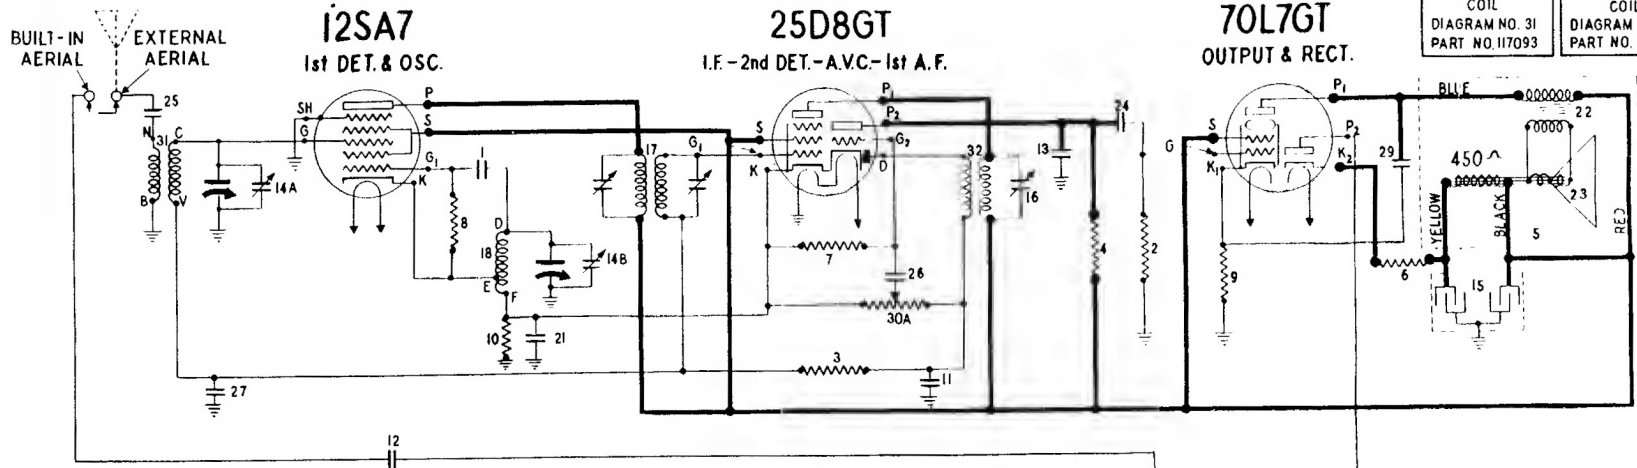 12SA7
1st DET. & OSC.
25D8GT
I.F.-2nd DET.-A.V.C.-1st A.F.
70L7GT
OUTPUT & RECT.
COIL
DIAGRAM NO. 31
PART NO. 117093
COIL
DIAGRAM
PART NO.
BUILT-IN
AERIAL
EXTERNAL
AERIAL
25
N
31
C
B
V
14A
27
SH
G
P
S
G1
K
1
8
D
18
E
F
14B
10
21
17
G1
S
K
P1
P2
G2
D
7
26
30A
3
11
32
16
13
4
24
2
G
S
K1
P1
P2
K2
9
29
BLUE
22
450
23
YELLOW
BLACK
RED
5
6
15
12